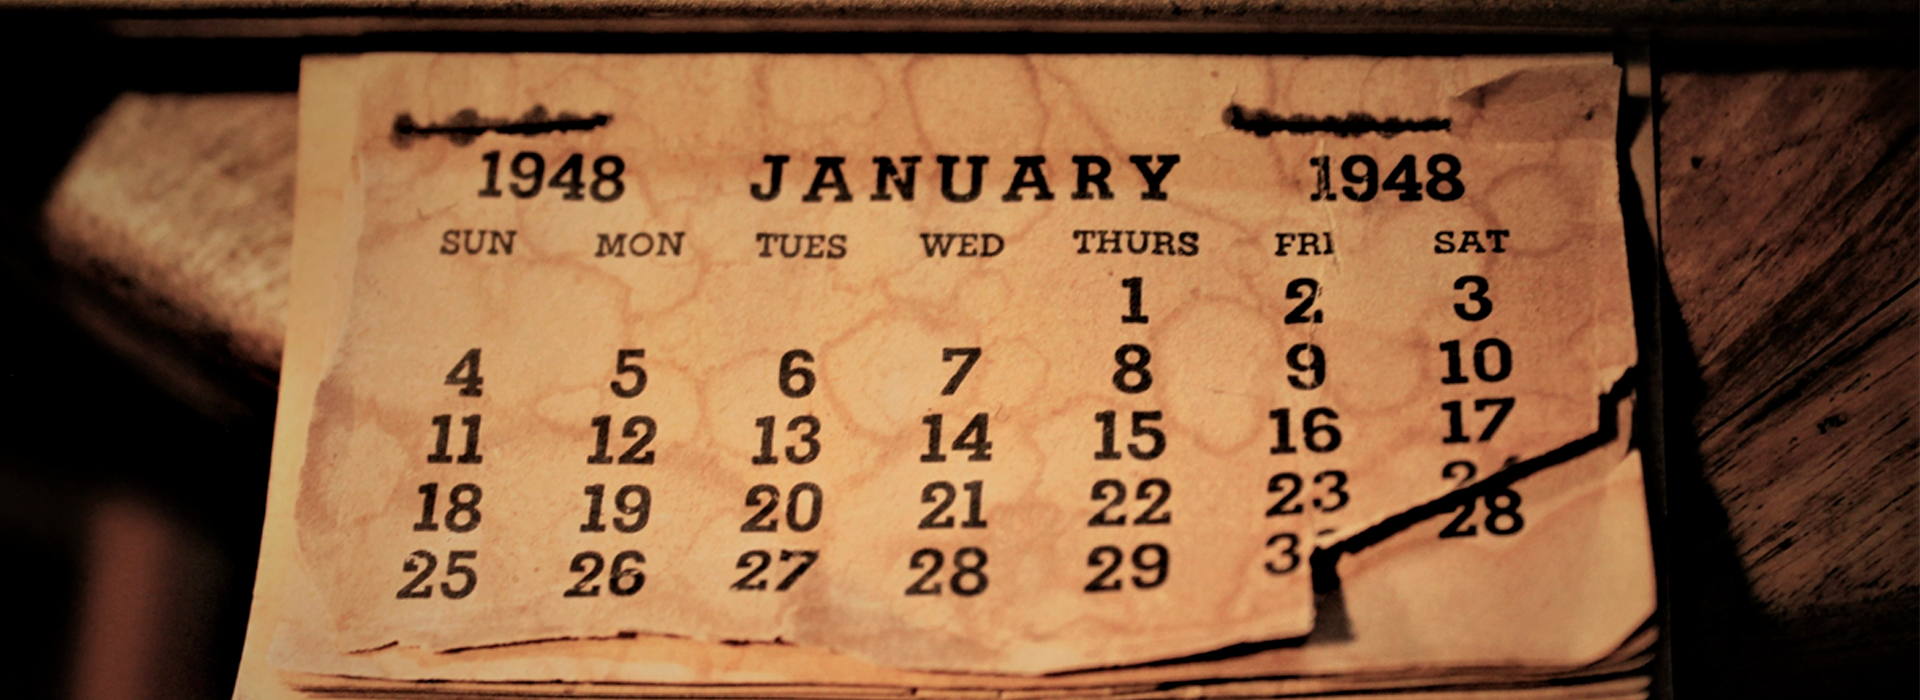 1948 JANUARY 1948
SUN MON TUES WED THURS FRI SAT
1 2 3
4 5 6 7 8 9 10
11 12 13 14 15 16 17
18 19 20 21 22 23 28
25 26 27 28 29